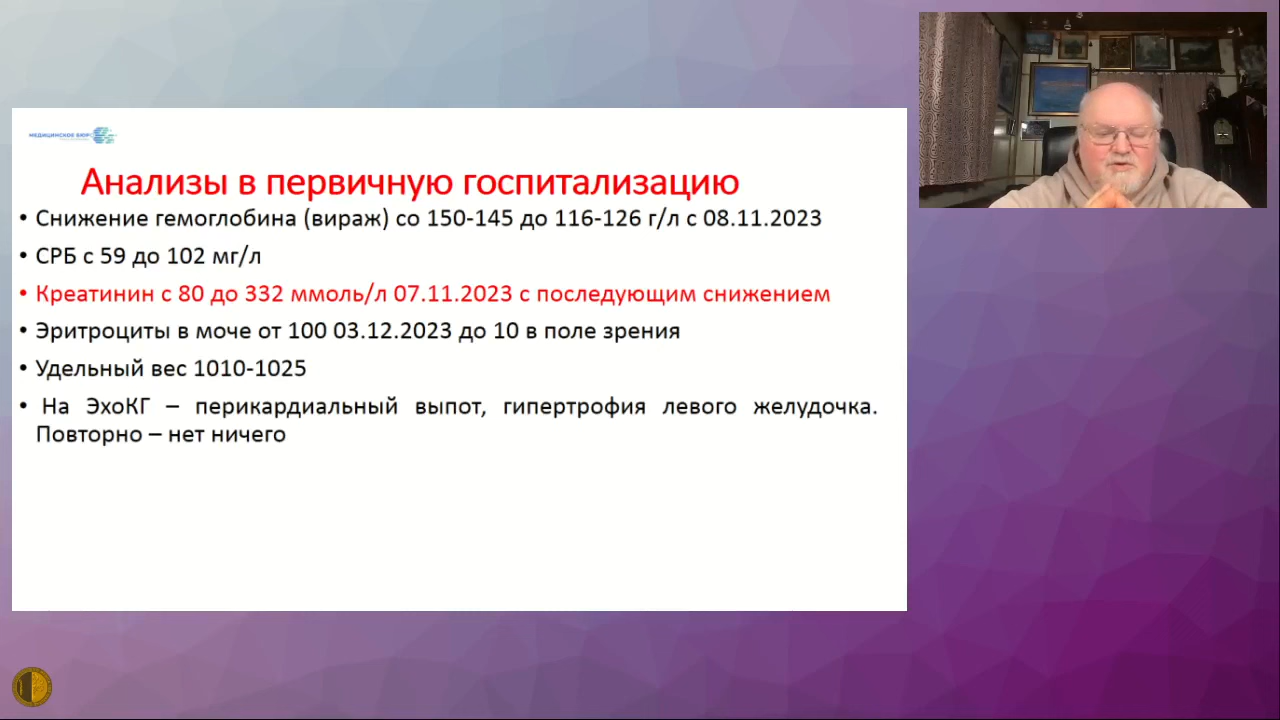 МЕДИЦИНСКОЕ БЮРО
Анализы в первичную госпитализацию
• Снижение гемоглобина (вираж) со 150-145 до 116-126 г/л с 08.11.2023
• СРБ с 59 до 102 мг/л
• Креатинин с 80 до 332 ммоль/л 07.11.2023 с последующим снижением
• Эритроциты в моче от 100 03.12.2023 до 10 в поле зрения
• Удельный вес 1010-1025
• На ЭхоКГ – перикардиальный выпот, гипертрофия левого желудочка.
Повторно – нет ничего